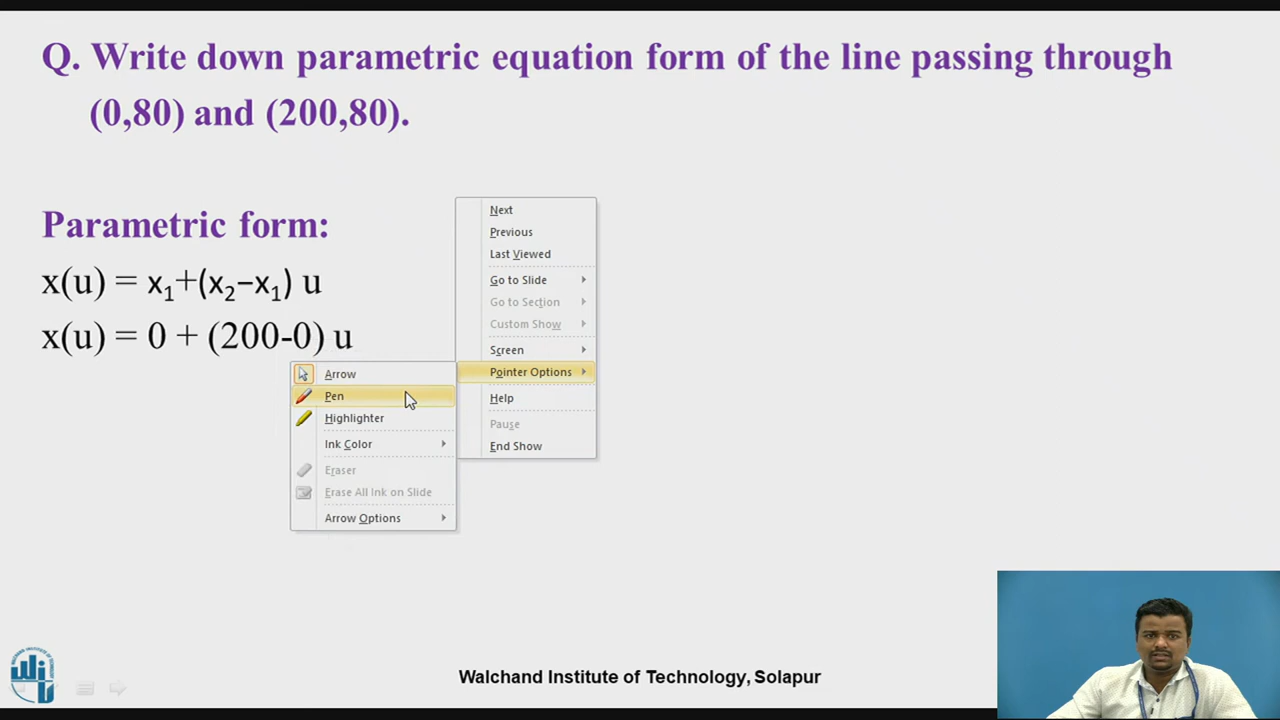 Q. Write down parametric equation form of the line passing through
(0,80) and (200,80).
Parametric form:
x(u) = x₁+(x₂−x₁) u
x(u) = 0 + (200-0) u
Next
Previous
Last Viewed
Go to Slide
Go to Section
Custom Show
Screen
Pointer Options
Help
Pause
End Show
Arrow
Pen
Highlighter
Ink Color
Eraser
Erase All Ink on Slide
Arrow Options
Walchand Institute of Technology, Solapur